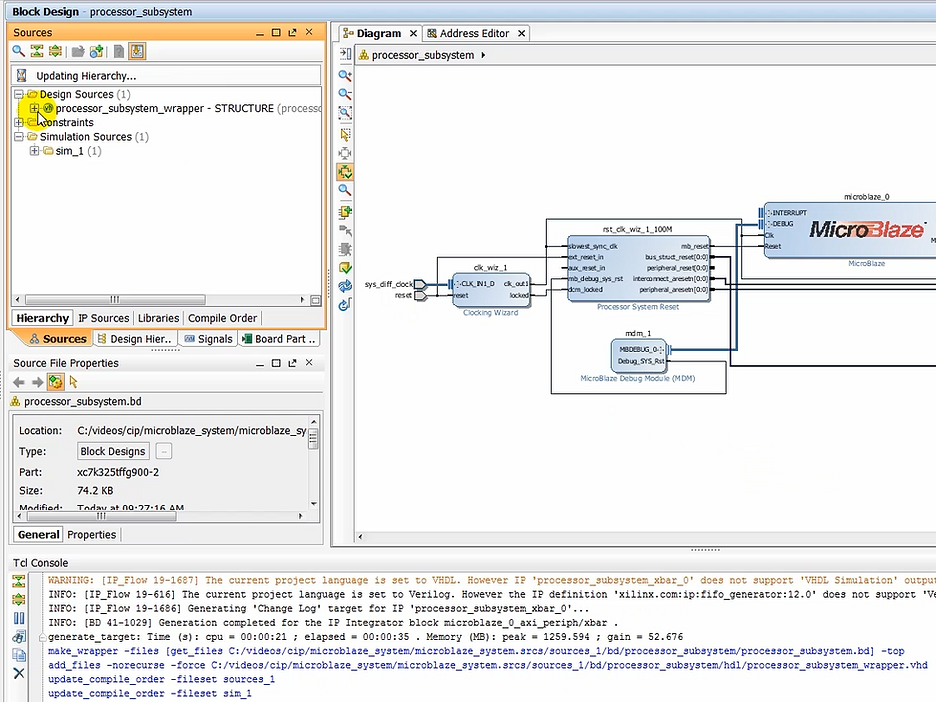 Block Design - processor_subsystem
Sources
Updating Hierarchy...
Design Sources (1)
processor_subsystem_wrapper - STRUCTURE (process
Constraints
Simulation Sources (1)
sim_1 (1)
Hierarchy IP Sources Libraries Compile Order
Sources Design Hier.. Signals Board Part ..
Source File Properties
processor_subsystem.bd
Location: C:/videos/cip/microblaze_system/microblaze_sy
Type: Block Designs
Part: xc7k325tffg900-2
Size: 74.2 KB
Modified: Today at 09:27:16 AM
General Properties
Diagram Address Editor
processor_subsystem
microblaze_0
INTERRUPT
DEBUG
Clk
Reset
MicroBlaze
MicroBlaze
rst_clk_wiz_1_100M
slowest_sync_clk mb_reset
ext_reset_in bus_struct_reset[0:0]
aux_reset_in peripheral_reset[0:0]
mb_debug_sys_rst interconnect_aresetn[0:0]
dcm_locked peripheral_aresetn[0:0]
Processor System Reset
clk_wiz_1
sys_diff_clock
reset
CLK_IN1_D clk_out1
reset locked
Clocking Wizard
mdm_1
MBDEBUG_0
Debug_SYS_Rst
MicroBlaze Debug Module (MDM)
Tcl Console
WARNING: [IP_Flow 19-1687] The current project language is set to VHDL. However IP 'processor_subsystem_xbar_0' does not support 'VHDL Simulation' outpu
INFO: [IP_Flow 19-616] The current project language is set to Verilog. However the IP definition 'xilinx.com:ip:fifo_generator:12.0' does not support 'Ve
INFO: [IP_Flow 19-1686] Generating 'Change Log' target for IP 'processor_subsystem_xbar_0'...
INFO: [BD 41-1029] Generation completed for the IP Integrator block microblaze_0_axi_periph/xbar .
generate_target: Time (s): cpu = 00:00:21 ; elapsed = 00:00:35 . Memory (MB): peak = 1259.594 ; gain = 52.676
make_wrapper -files [get_files C:/videos/cip/microblaze_system/microblaze_system.srcs/sources_1/bd/processor_subsystem/processor_subsystem.bd] -top
add_files -norecurse -force C:/videos/cip/microblaze_system/microblaze_system.srcs/sources_1/bd/processor_subsystem/hdl/processor_subsystem_wrapper.vhd
update_compile_order -fileset sources_1
update_compile_order -fileset sim_1